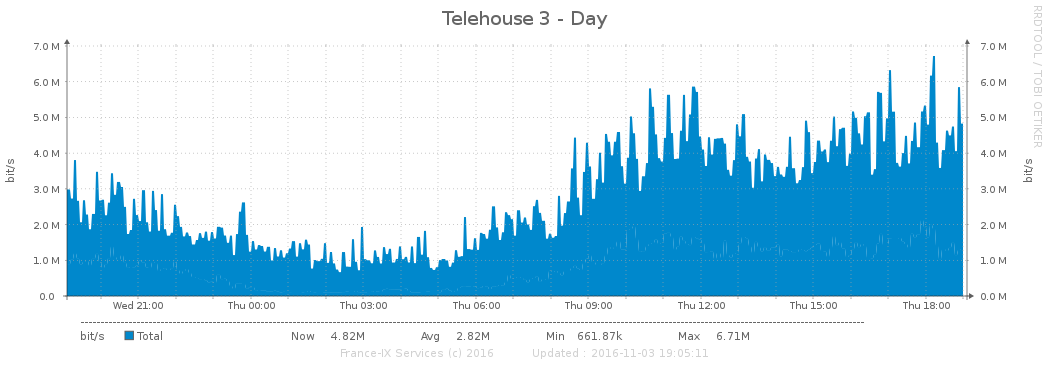 Telehouse 3 - Day
RRDTOOL / TOBI OETIKER
7.0 M 7.0 M
6.0 M 6.0 M
5.0 M 5.0 M
4.0 M 4.0 M
3.0 M 3.0 M
2.0 M 2.0 M
1.0 M 1.0 M
0.0 0.0 M
bit/s
bit/s
Wed 21:00 Thu 00:00 Thu 03:00 Thu 06:00 Thu 09:00 Thu 12:00 Thu 15:00 Thu 18:00
bit/s Total Now 4.82M Avg 2.82M Min 661.87k Max 6.71M
France-IX Services (c) 2016 Updated : 2016-11-03 19:05:11